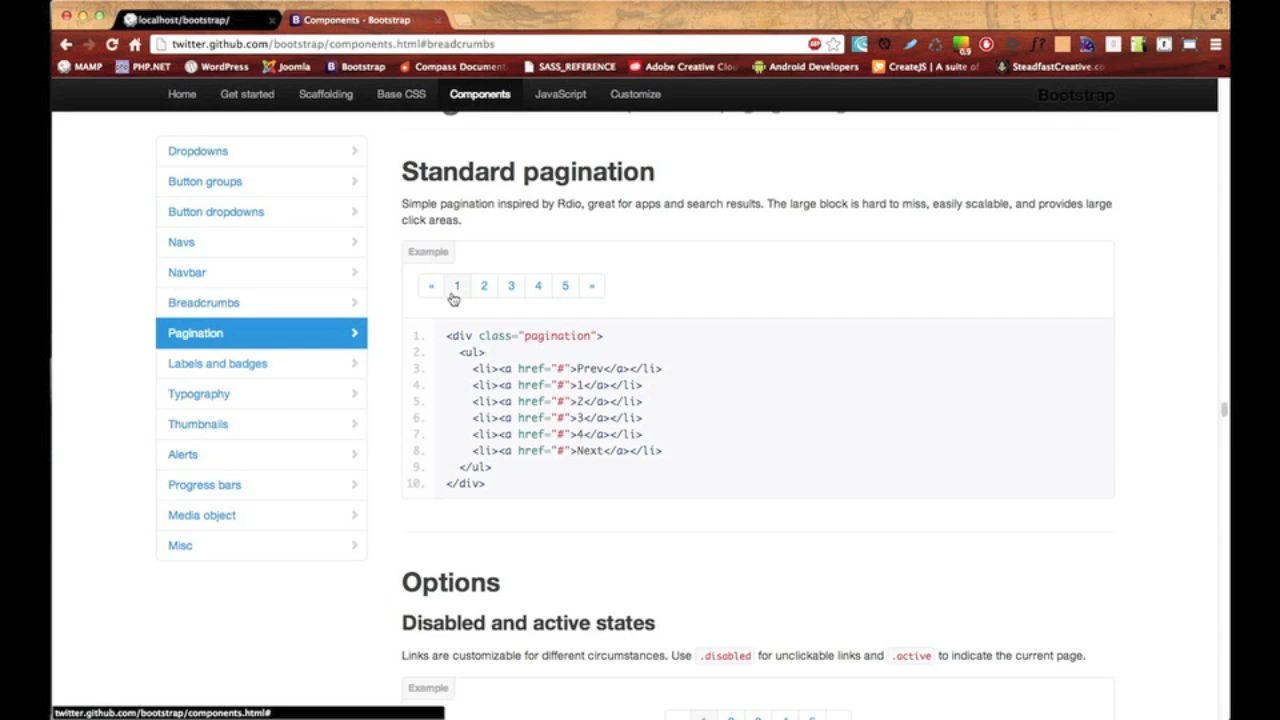 localhost/bootstrap/
Components · Bootstrap
twitter.github.com/bootstrap/components.html#breadcrumbs
MAMP PHP.NET WordPress Joomla Bootstrap Compass Document SASS_REFERENCE Adobe Creative Clou Android Developers CreateJS | A suite of SteadfastCreative.co
Home Get started Scaffolding Base CSS Components JavaScript Customize Bootstrap
Dropdowns
Button groups
Button dropdowns
Navs
Navbar
Breadcrumbs
Pagination
Labels and badges
Typography
Thumbnails
Alerts
Progress bars
Media object
Misc
Standard pagination
Simple pagination inspired by Rdio, great for apps and search results. The large block is hard to miss, easily scalable, and provides large
click areas.
Example
« 1 2 3 4 5 »
1. <div class="pagination">
2. <ul>
3. <li><a href="#">Prev</a></li>
4. <li><a href="#">1</a></li>
5. <li><a href="#">2</a></li>
6. <li><a href="#">3</a></li>
7. <li><a href="#">4</a></li>
8. <li><a href="#">Next</a></li>
9. </ul>
10. </div>
Options
Disabled and active states
Links are customizable for different circumstances. Use .disabled for unclickable links and .active to indicate the current page.
Example
twitter.github.com/bootstrap/components.html#